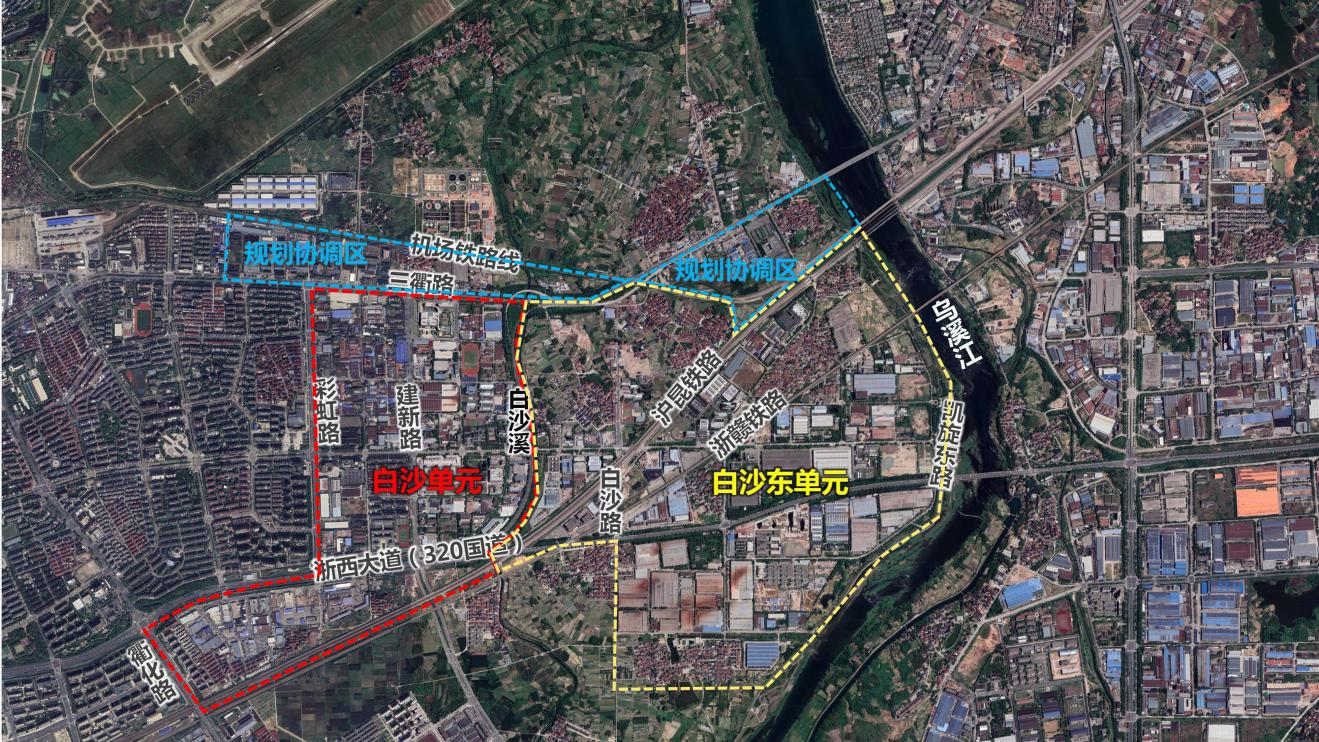 机场铁路线
规划协调区
规划协调区
三衢路
乌溪江
沪昆铁路
彩虹路
建新路
白沙溪
浙赣铁路
机莊东路
白沙单元
白沙路
白沙东单元
浙西大道（320国道）
衢化路